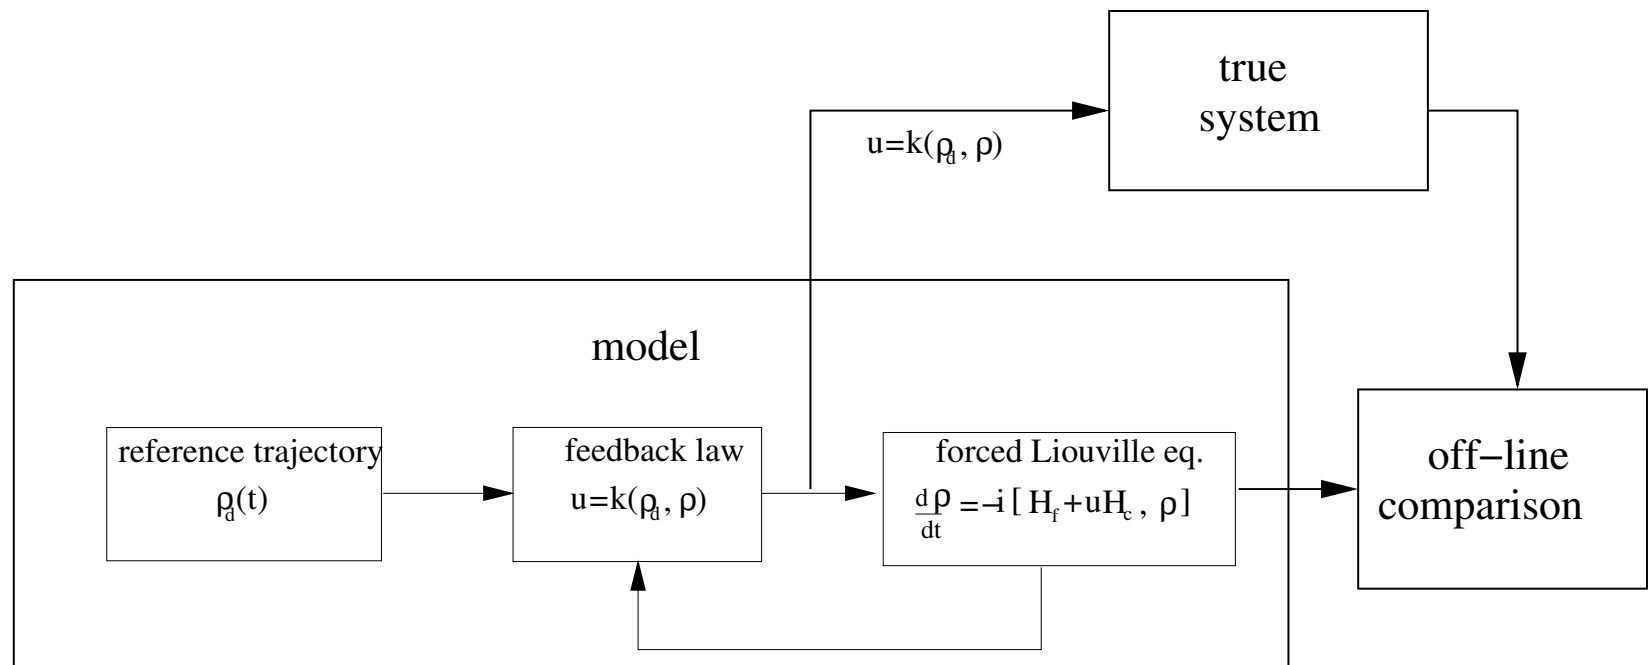 true
system
u=k(ρd, ρ)
model
reference trajectory
ρd(t)
feedback law
u=k(ρd, ρ)
forced Liouville eq.
dρ/dt =−i [ Hf+uHc , ρ]
off−line
comparison